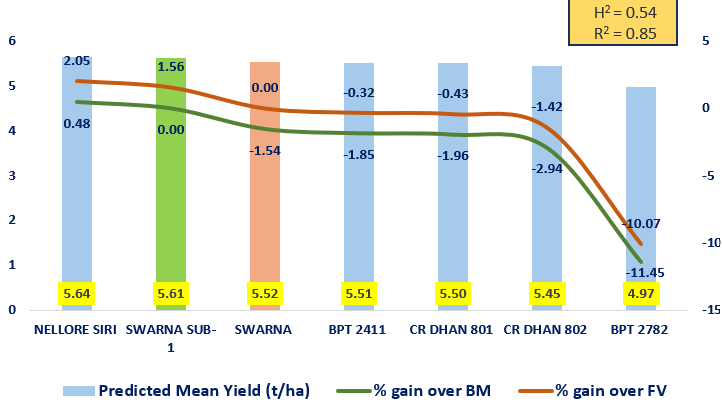 H² = 0.54
R² = 0.85
6
5
4
3
2
1
0
5
0
-5
-10
-15
2.05
1.56
0.00
-0.32
-0.43
-1.42
-10.07
0.48
0.00
-1.54
-1.85
-1.96
-2.94
-11.45
5.64
5.61
5.52
5.51
5.50
5.45
4.97
NELLORE SIRI
SWARNA SUB-
1
SWARNA
BPT 2411
CR DHAN 801
CR DHAN 802
BPT 2782
Predicted Mean Yield (t/ha)
% gain over BM
% gain over FV